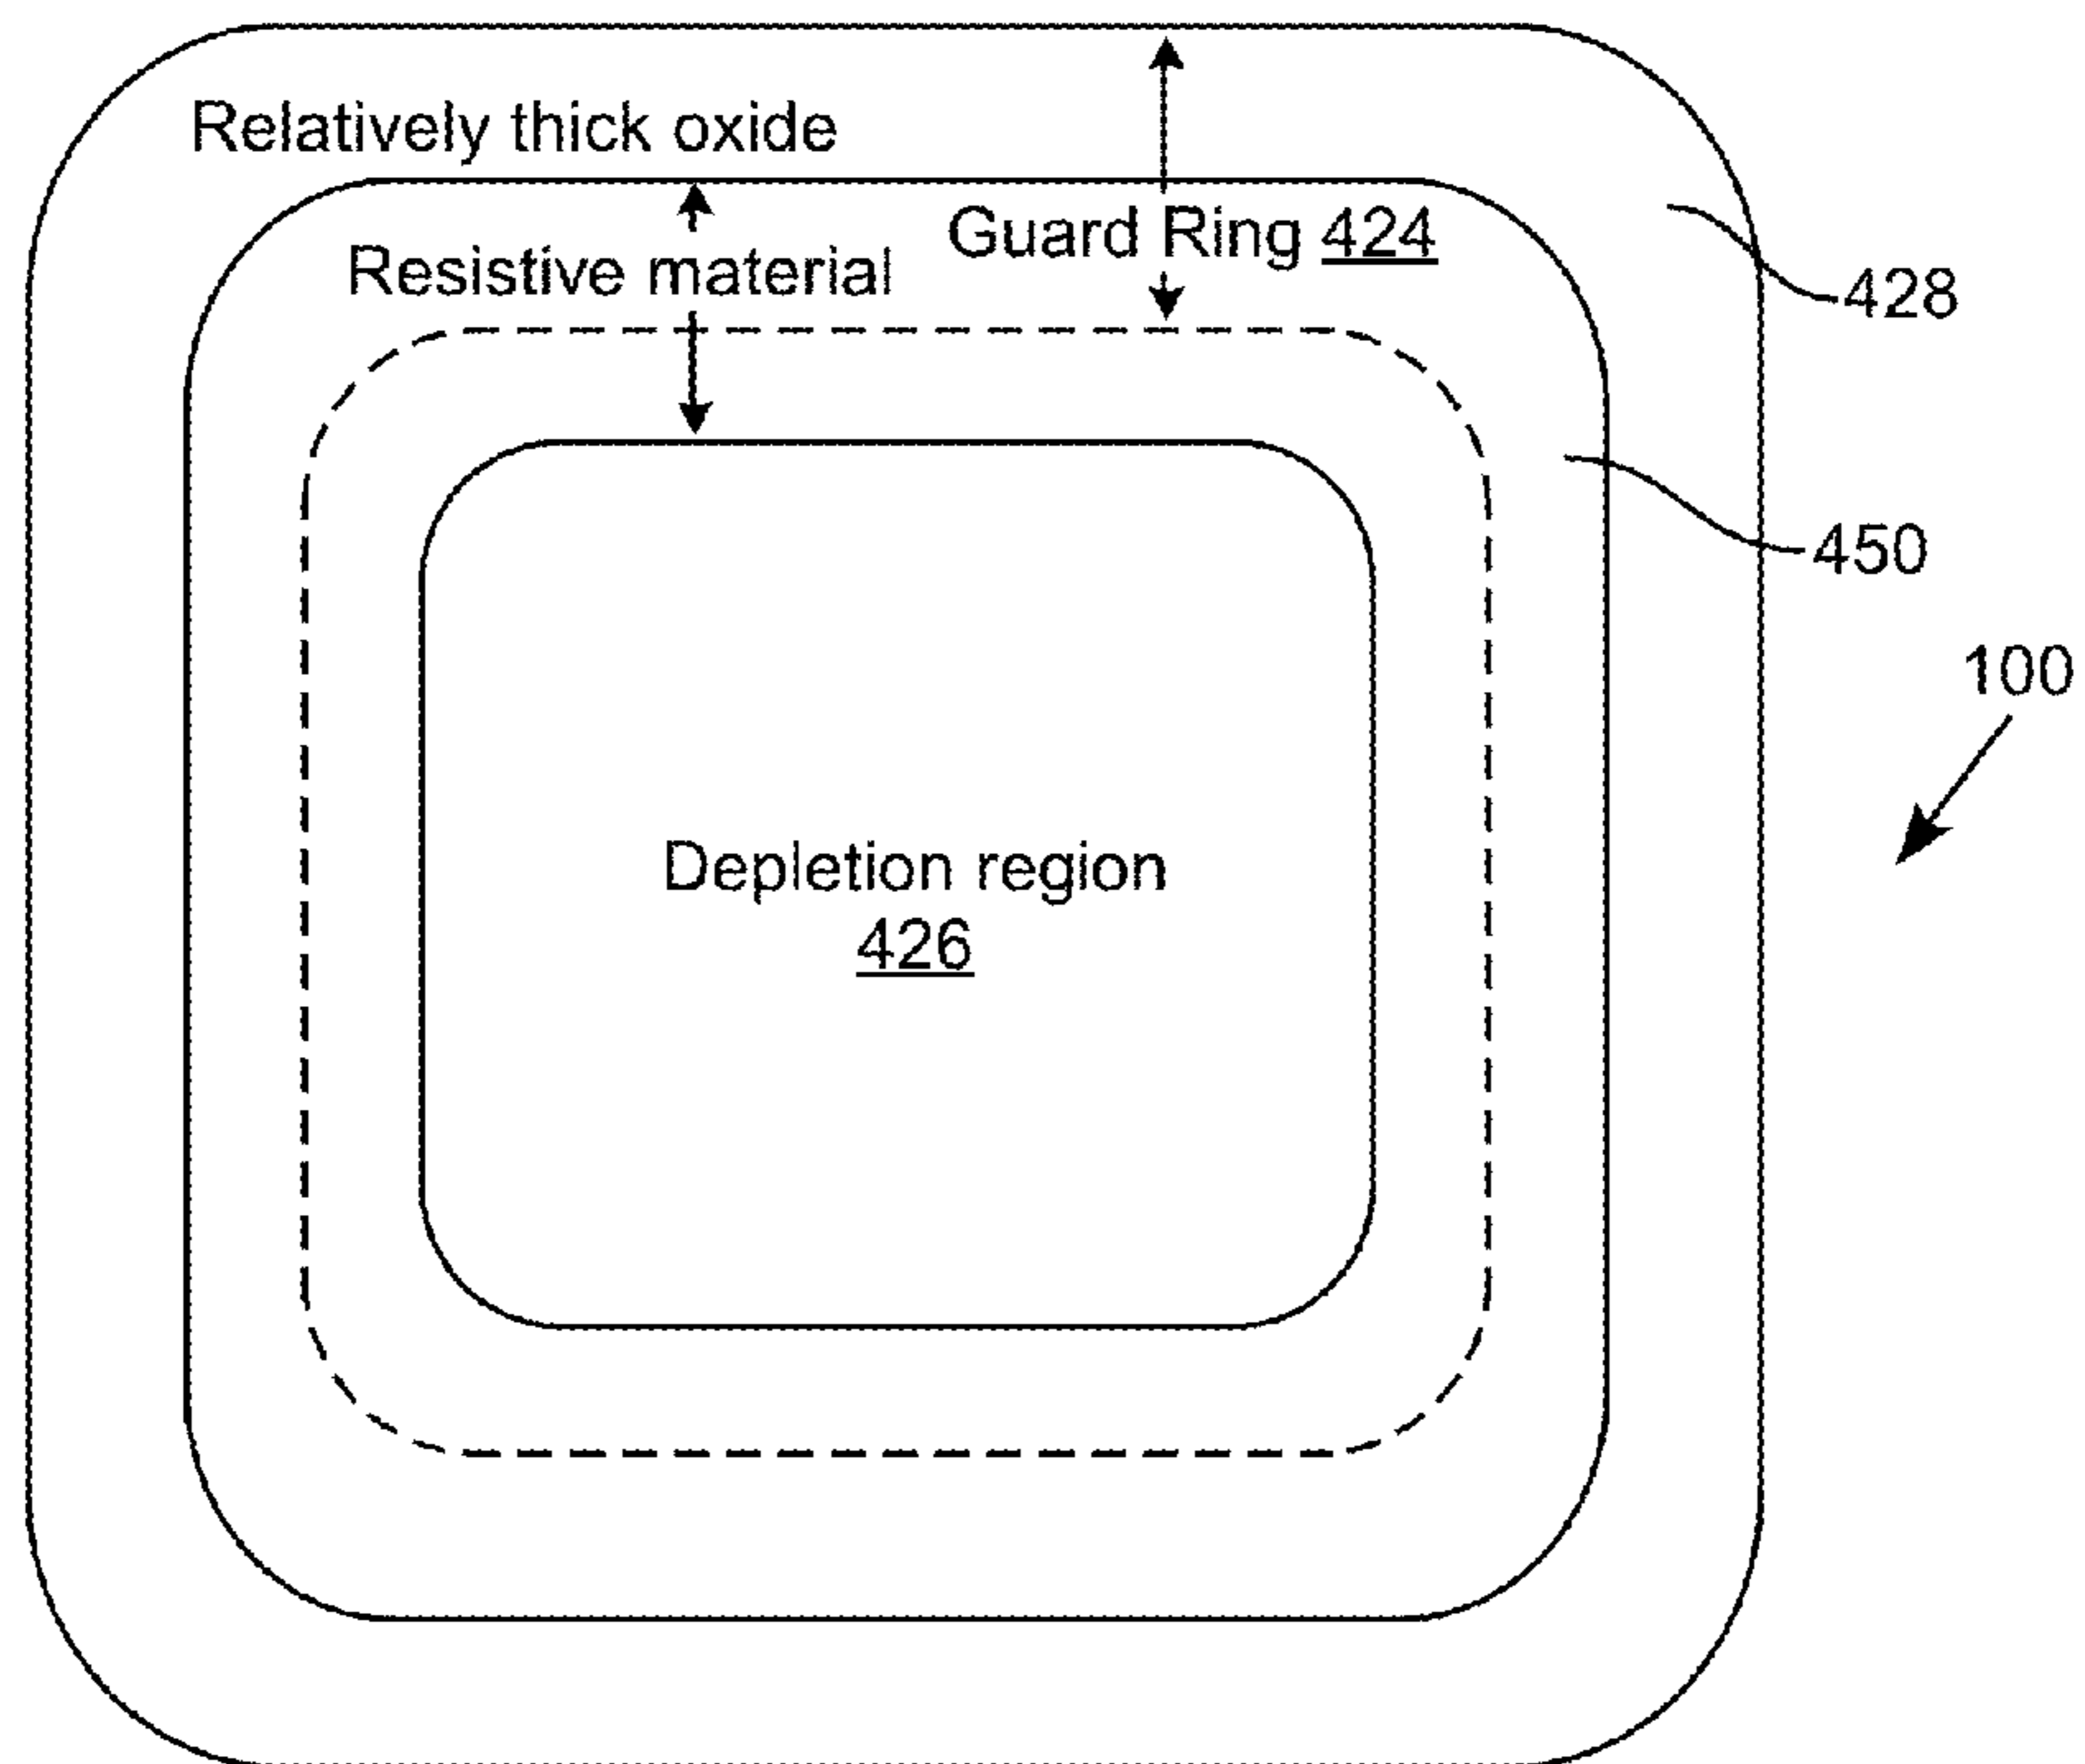 Relatively thick oxide
Guard Ring 424
Resistive material
428
450
100
Depletion region
426